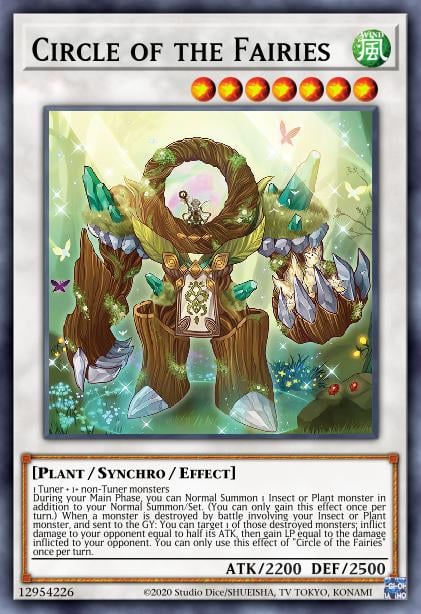 CIRCLE OF THE FAIRIES
WIND
風
[PLANT / SYNCHRO / EFFECT]
1 Tuner + 1+ non-Tuner monsters
During your Main Phase, you can Normal Summon 1 Insect or Plant monster in
addition to your Normal Summon/Set. (You can only gain this effect once per
turn.) When a monster is destroyed by battle involving your Insect or Plant
monster, and sent to the GY: You can target 1 of those destroyed monsters; inflict
damage to your opponent equal to half its ATK, then gain LP equal to the damage
inflicted to your opponent. You can only use this effect of "Circle of the Fairies"
once per turn.
ATK/2200 DEF/2500
12954226
©2020 Studio Dice/SHUEISHA, TV TOKYO, KONAMI